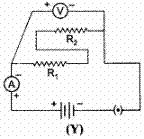 + V -
R2
R1
+
A
-
+ -
(•)
(Y)